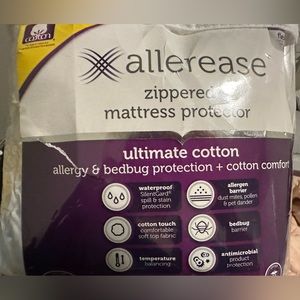 cotton
allerease
zippered
mattress protector
ultimate cotton
allergy & bedbug protection + cotton comfort
waterproof
SilentGard®
spill & stain
protection
allergen
barrier
dust mites, pollen
& pet dander
cotton touch
comfortable
soft top fabric
bedbug
barrier
temperature
balancing
antimicrobial
product
protection